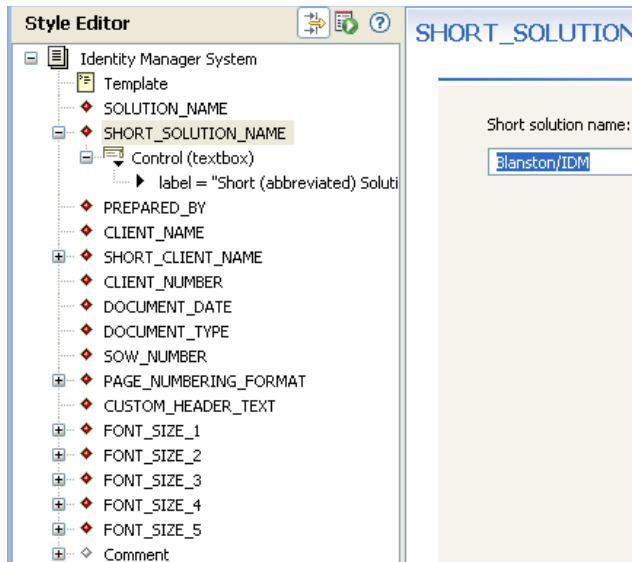 Style Editor
Identity Manager System
Template
SOLUTION_NAME
SHORT_SOLUTION_NAME
Control (textbox)
label = "Short (abbreviated) Soluti
PREPARED_BY
CLIENT_NAME
SHORT_CLIENT_NAME
CLIENT_NUMBER
DOCUMENT_DATE
DOCUMENT_TYPE
SOW_NUMBER
PAGE_NUMBERING_FORMAT
CUSTOM_HEADER_TEXT
FONT_SIZE_1
FONT_SIZE_2
FONT_SIZE_3
FONT_SIZE_4
FONT_SIZE_5
Comment
SHORT_SOLUTION
Short solution name:
Blanston/IDM